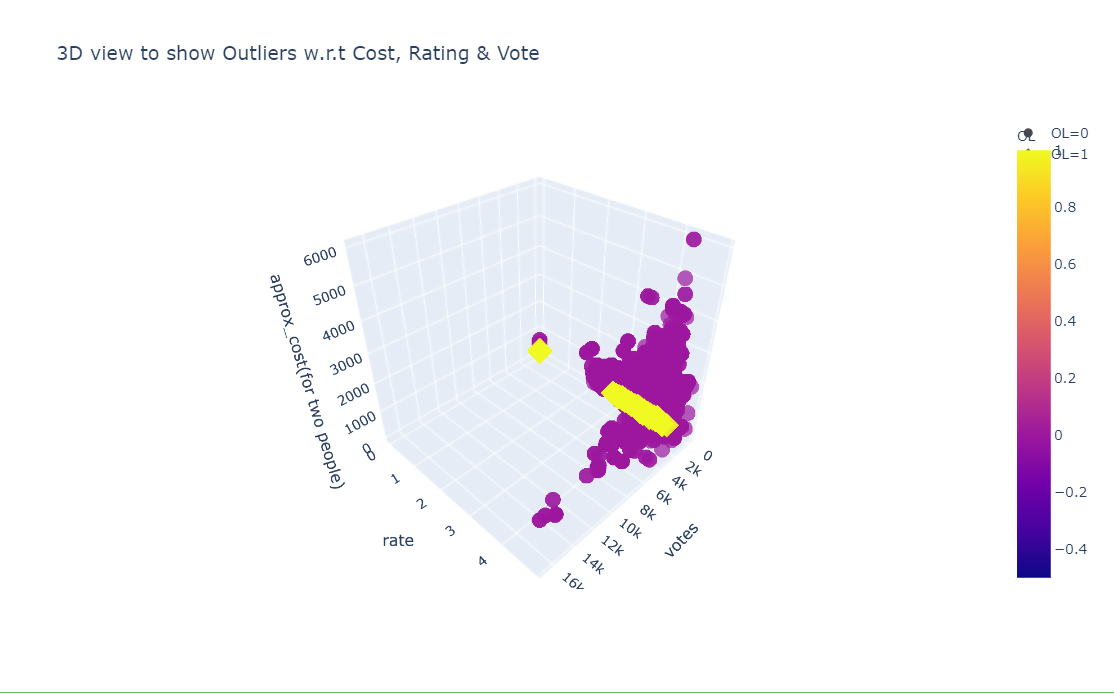 3D view to show Outliers w.r.t Cost, Rating & Vote
OL
OL=0
OL=1
1
0.8
0.6
0.4
0.2
0
−0.2
−0.4
approx_cost(for two people)
6000
5000
4000
3000
2000
1000
0
rate
0
1
2
3
4
votes
0
2k
4k
6k
8k
10k
12k
14k
16k